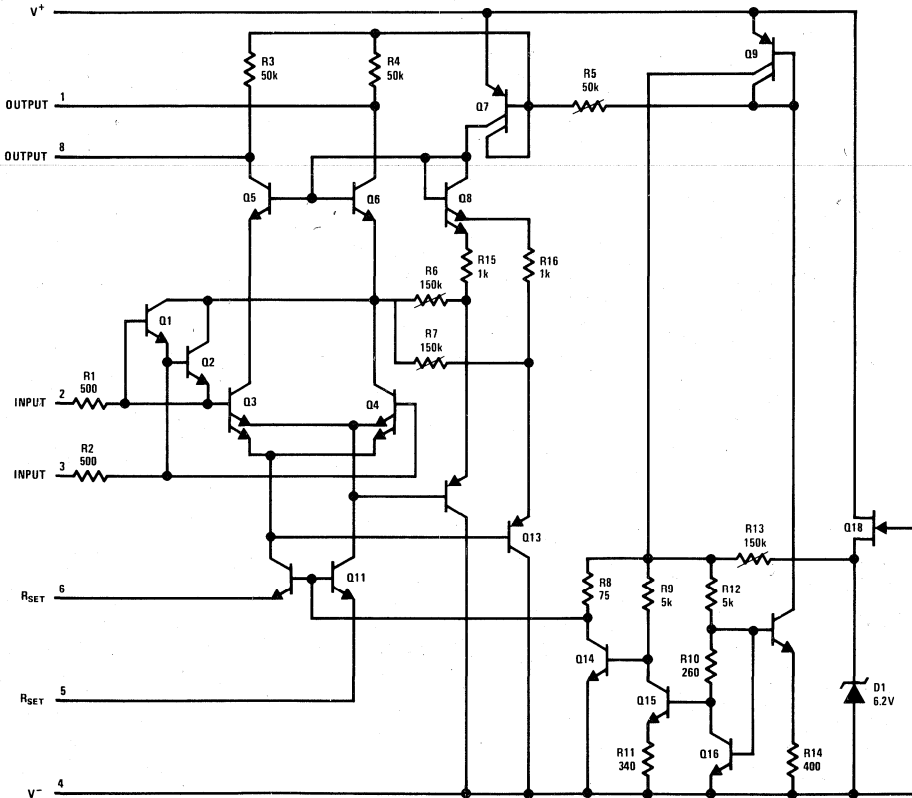 V+
R3
50k
R4
50k
Q9
OUTPUT 1
Q7
R5
50k
OUTPUT 8
Q5
Q6
Q8
R15
1k
R16
1k
R6
150k
Q1
R7
150k
Q2
R1
500
INPUT 2
Q3
Q4
R2
500
INPUT 3
Q13
R13
150k
Q18
Q11
R8
75
R9
5k
R12
5k
RSET 6
Q14
R10
260
RSET 5
Q15
D1
6.2V
R11
340
Q16
R14
400
V- 4